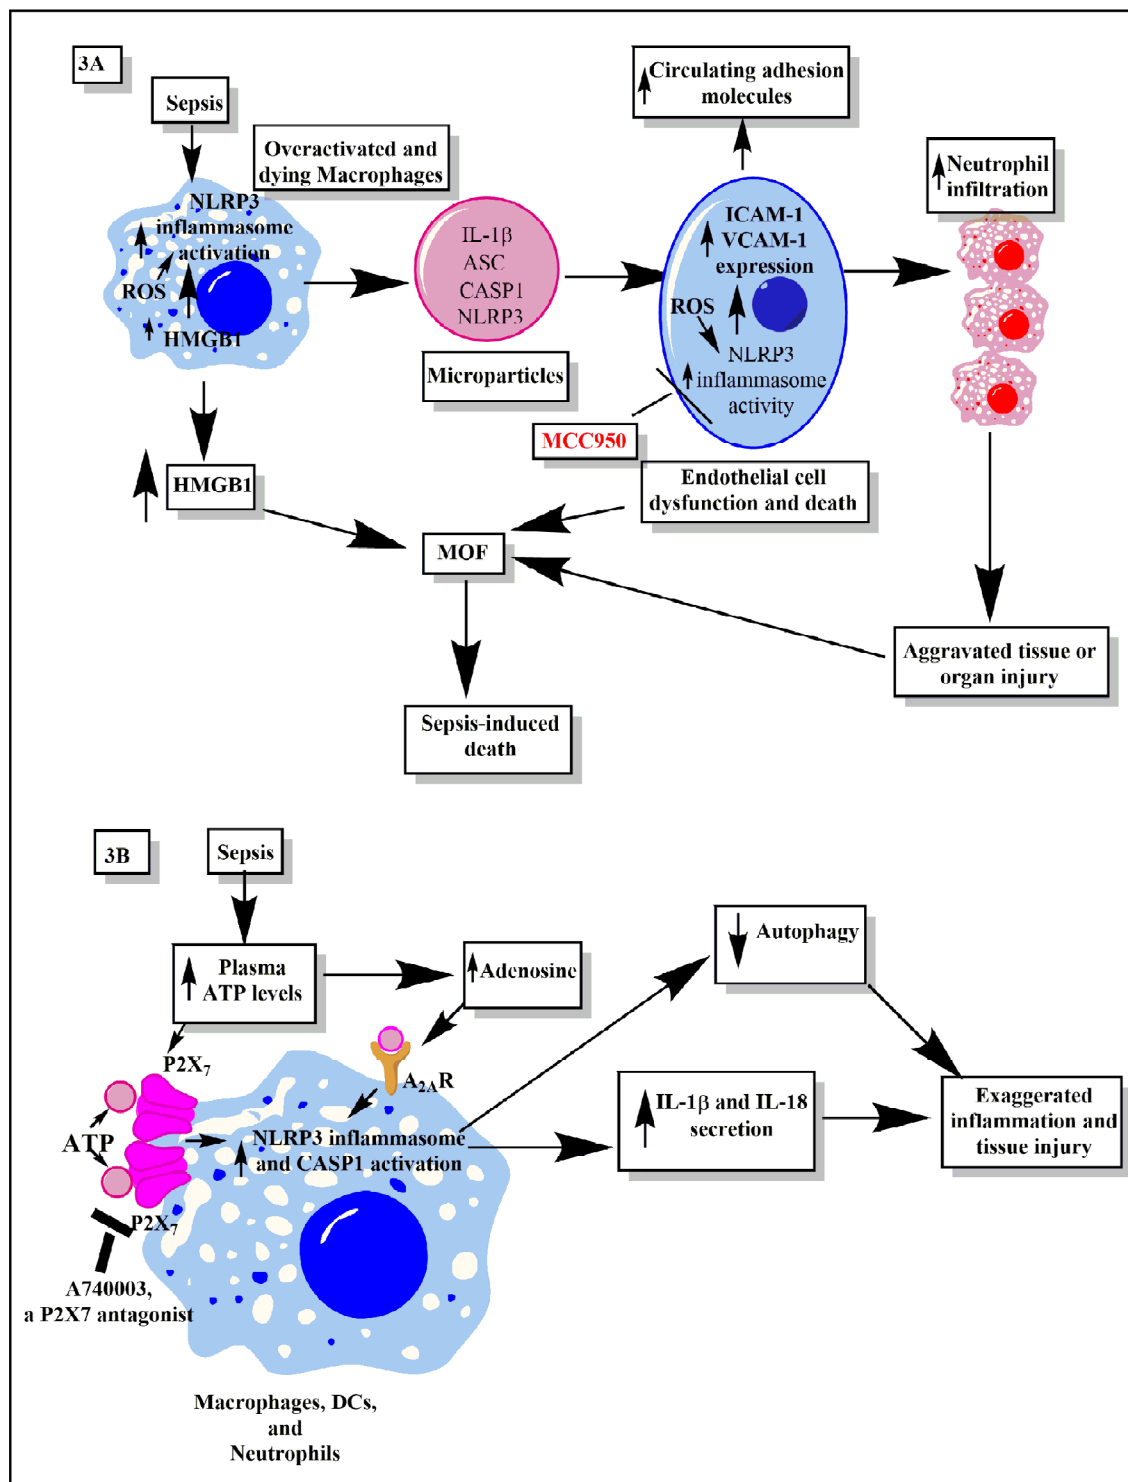 3A
Sepsis
Overactivated and
dying Macrophages
NLRP3
inflammasome
activation
ROS
HMGB1
IL-1β
ASC
CASP1
NLRP3
Microparticles
Circulating adhesion
molecules
ICAM-1
VCAM-1
expression
ROS
NLRP3
inflammasome
activity
MCC950
Neutrophil
infiltration
HMGB1
Endothelial cell
dysfunction and death
MOF
Aggravated tissue or
organ injury
Sepsis-induced
death
3B
Sepsis
Plasma
ATP levels
Adenosine
Autophagy
P2X7
A2AR
ATP
NLRP3 inflammasome
and CASP1 activation
IL-1β and IL-18
secretion
Exaggerated
inflammation and
tissue injury
P2X7
A740003,
a P2X7 antagonist
Macrophages, DCs,
and
Neutrophils